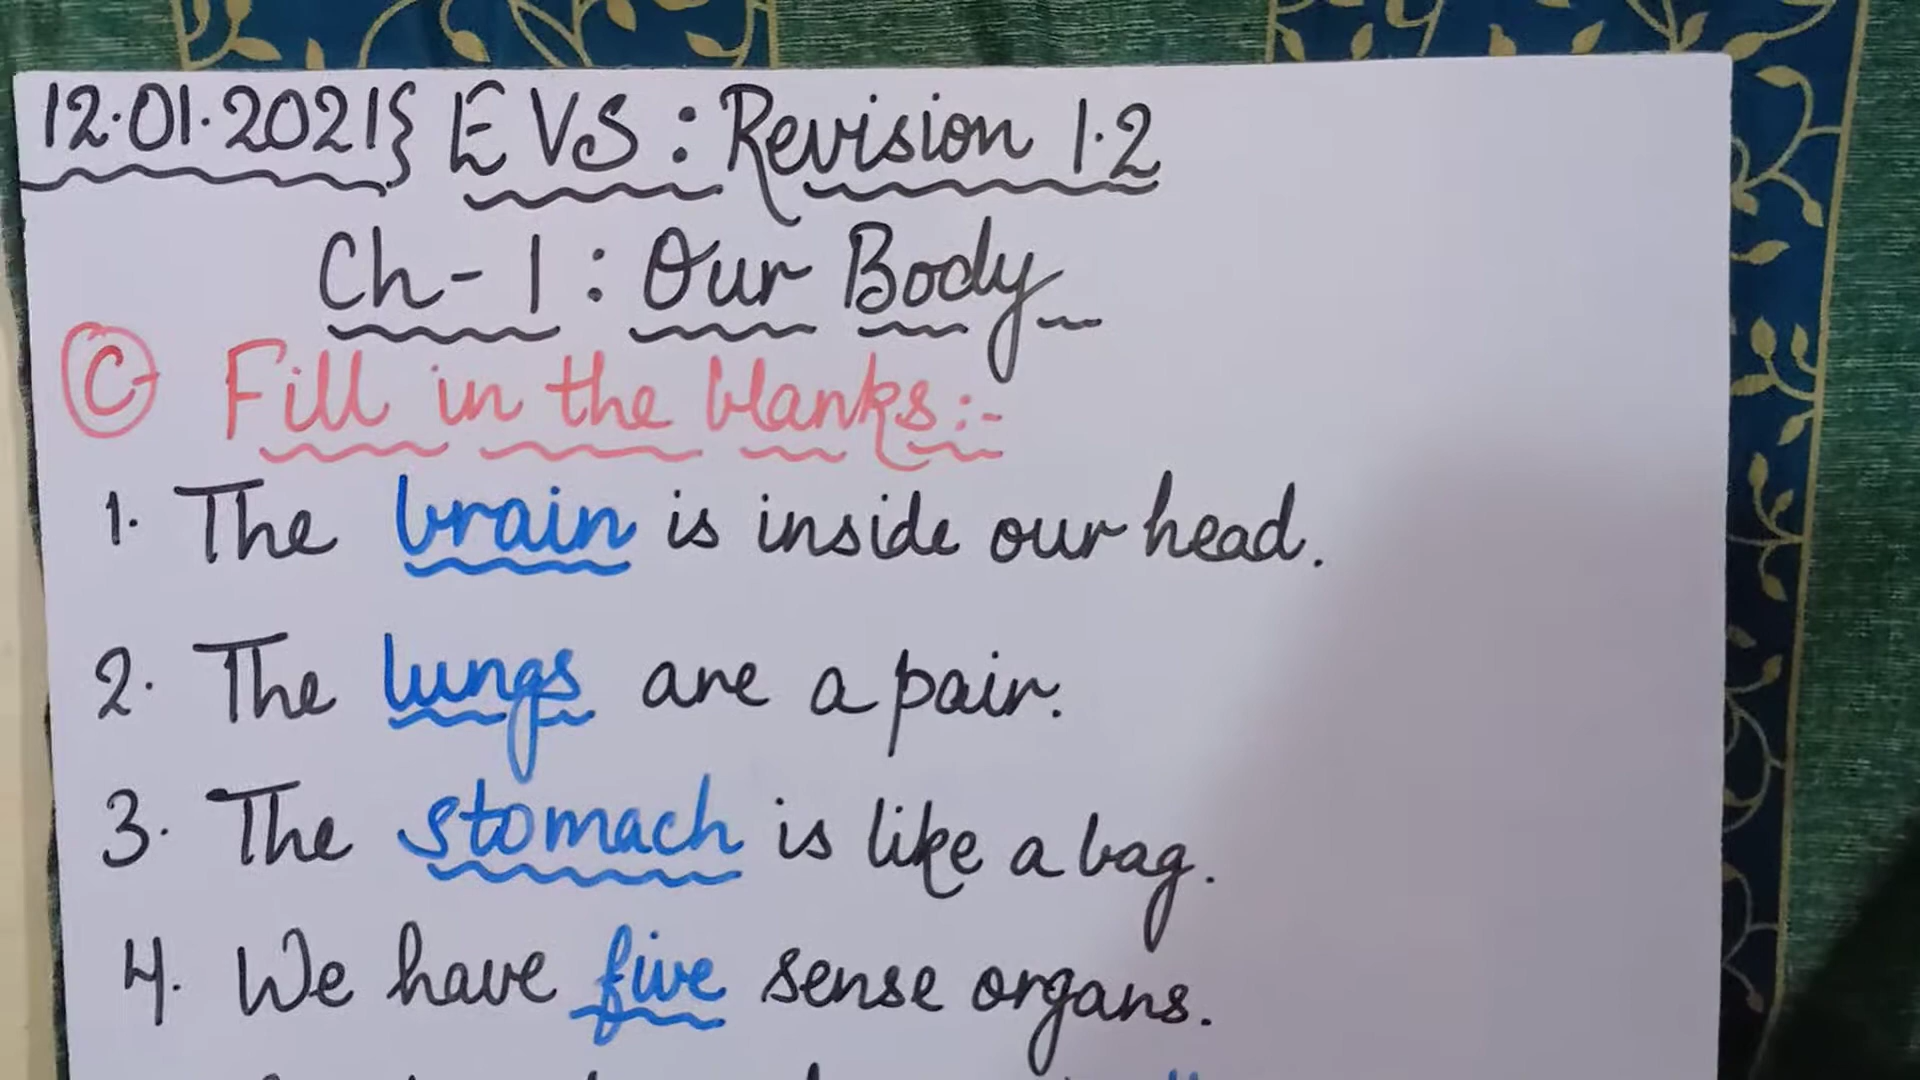 12.01.2021} EVS : Revision 1.2
Ch-1 : Our Body
C Fill in the blanks:-
1. The brain is inside our head.
2. The lungs are a pair.
3. The stomach is like a bag.
4. We have five sense organs.